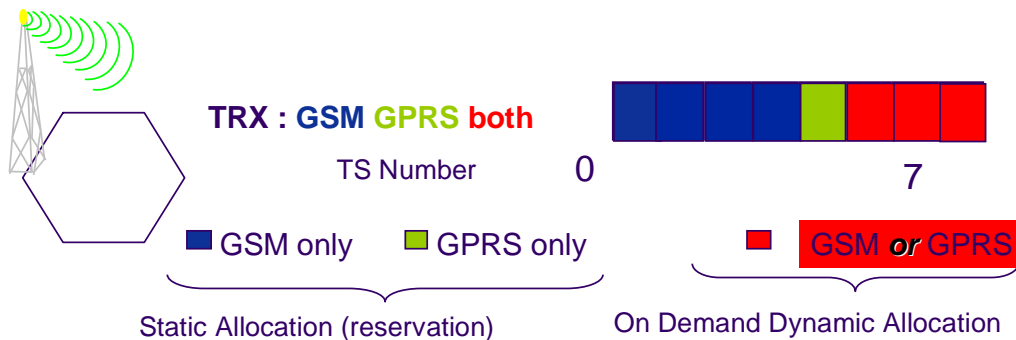 TRX : GSM GPRS both
TS Number 0 7
GSM only GPRS only GSM or GPRS
Static Allocation (reservation) On Demand Dynamic Allocation